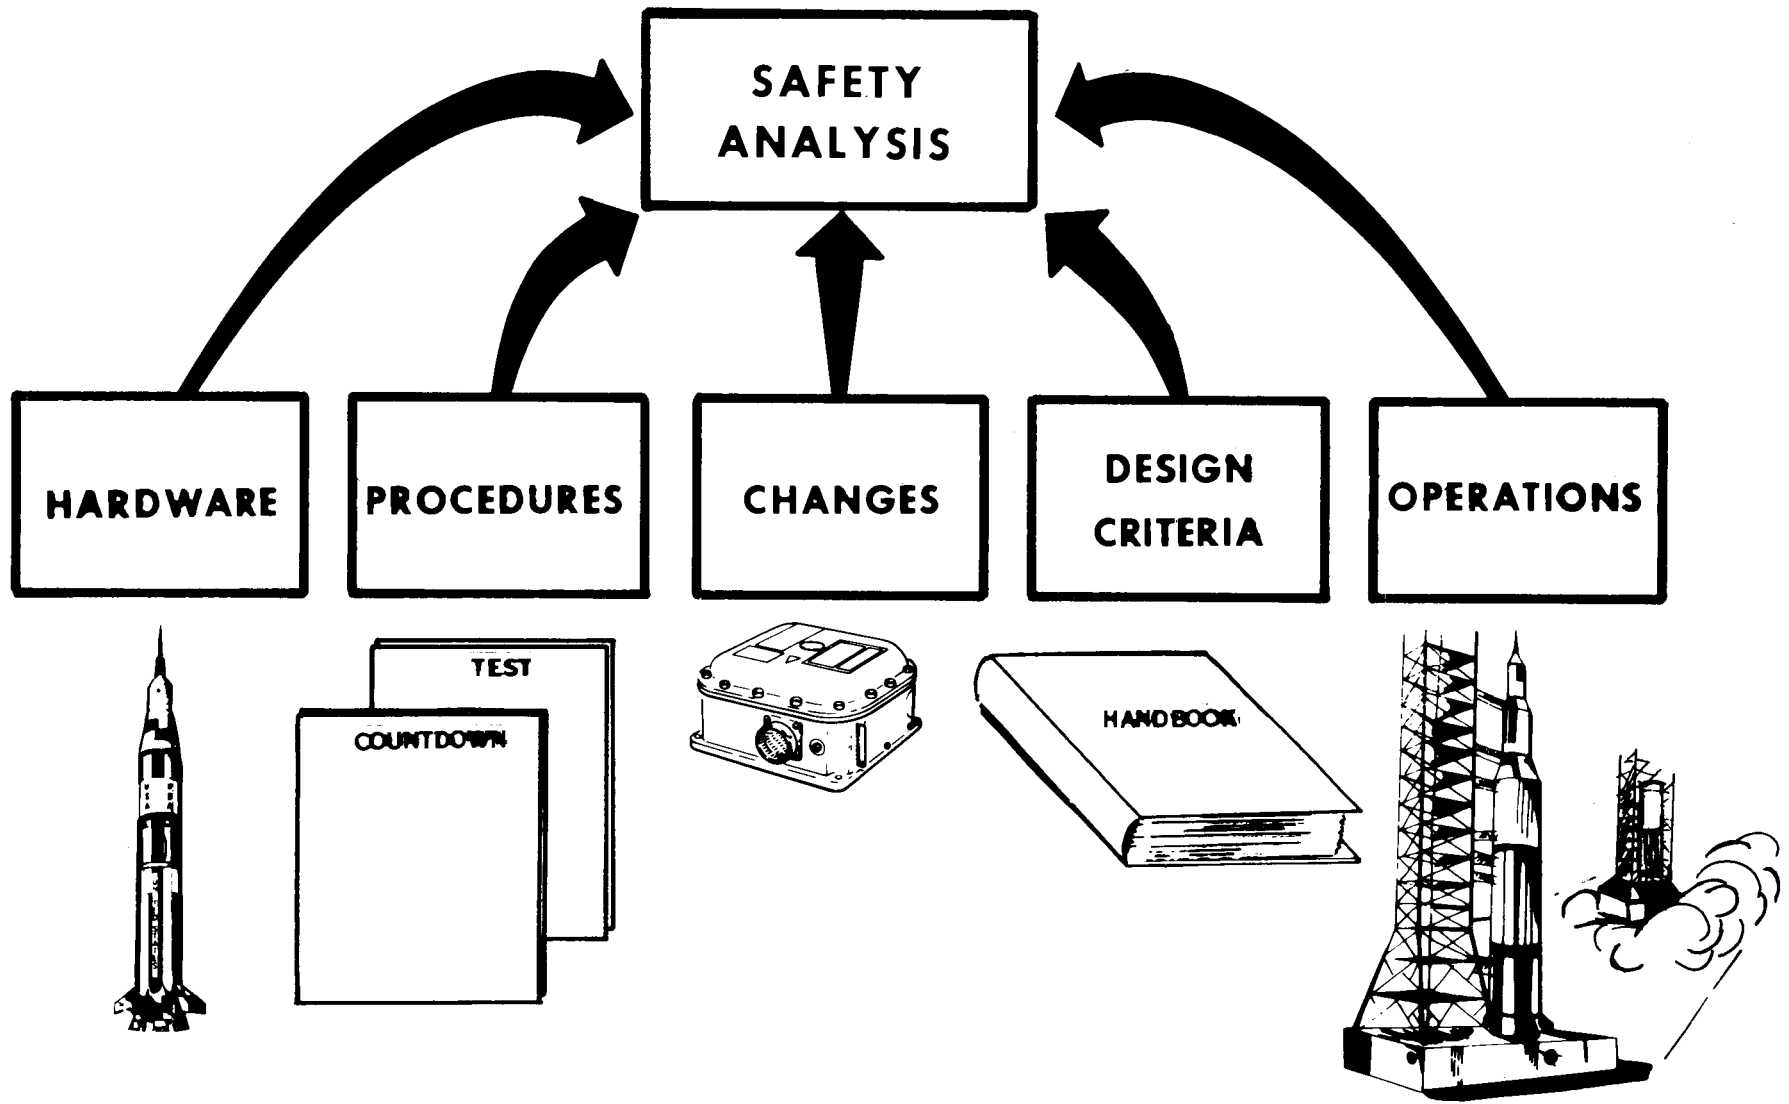 SAFETY
ANALYSIS
HARDWARE
PROCEDURES
CHANGES
DESIGN
CRITERIA
OPERATIONS
TEST
COUNTDOWN
HANDBOOK